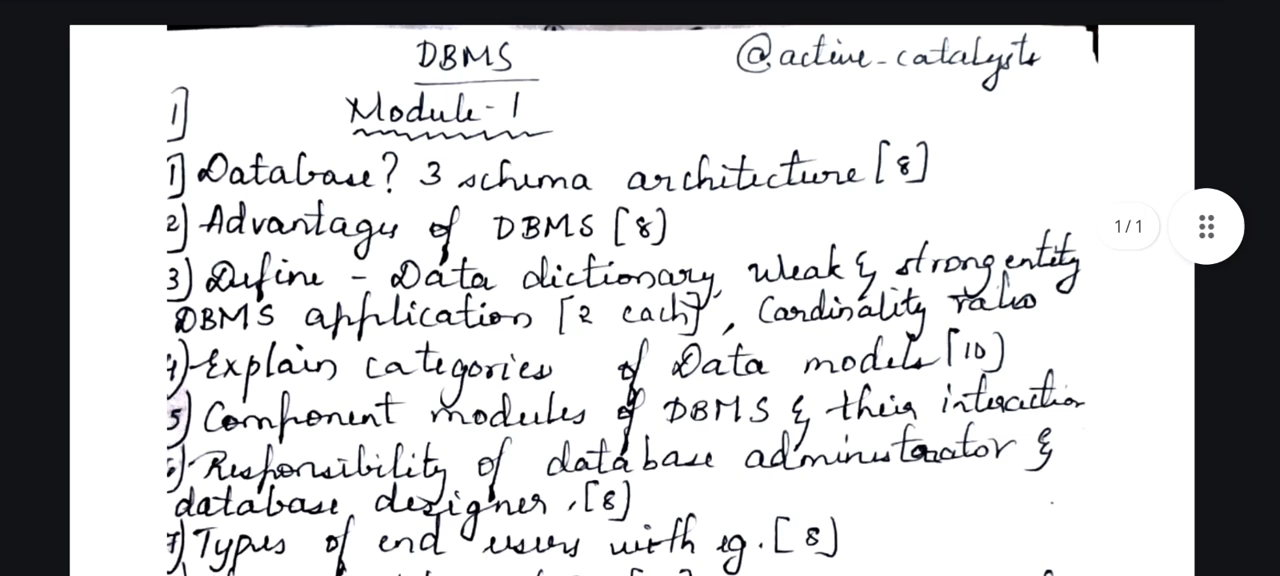 DBMS @active_catalysts
1] Module-1
1] Database? 3 schema architecture [8]
2] Advantages of DBMS [8]
3) Define - Data dictionary, weak & strong entity
DBMS application [2 each], Cardinality ratio
1/1
4) Explain categories of Data models [10]
5) Component modules of DBMS & their interaction
6) Responsibility of database administrator &
database designer. [8]
7) Types of end users with eg. [8]